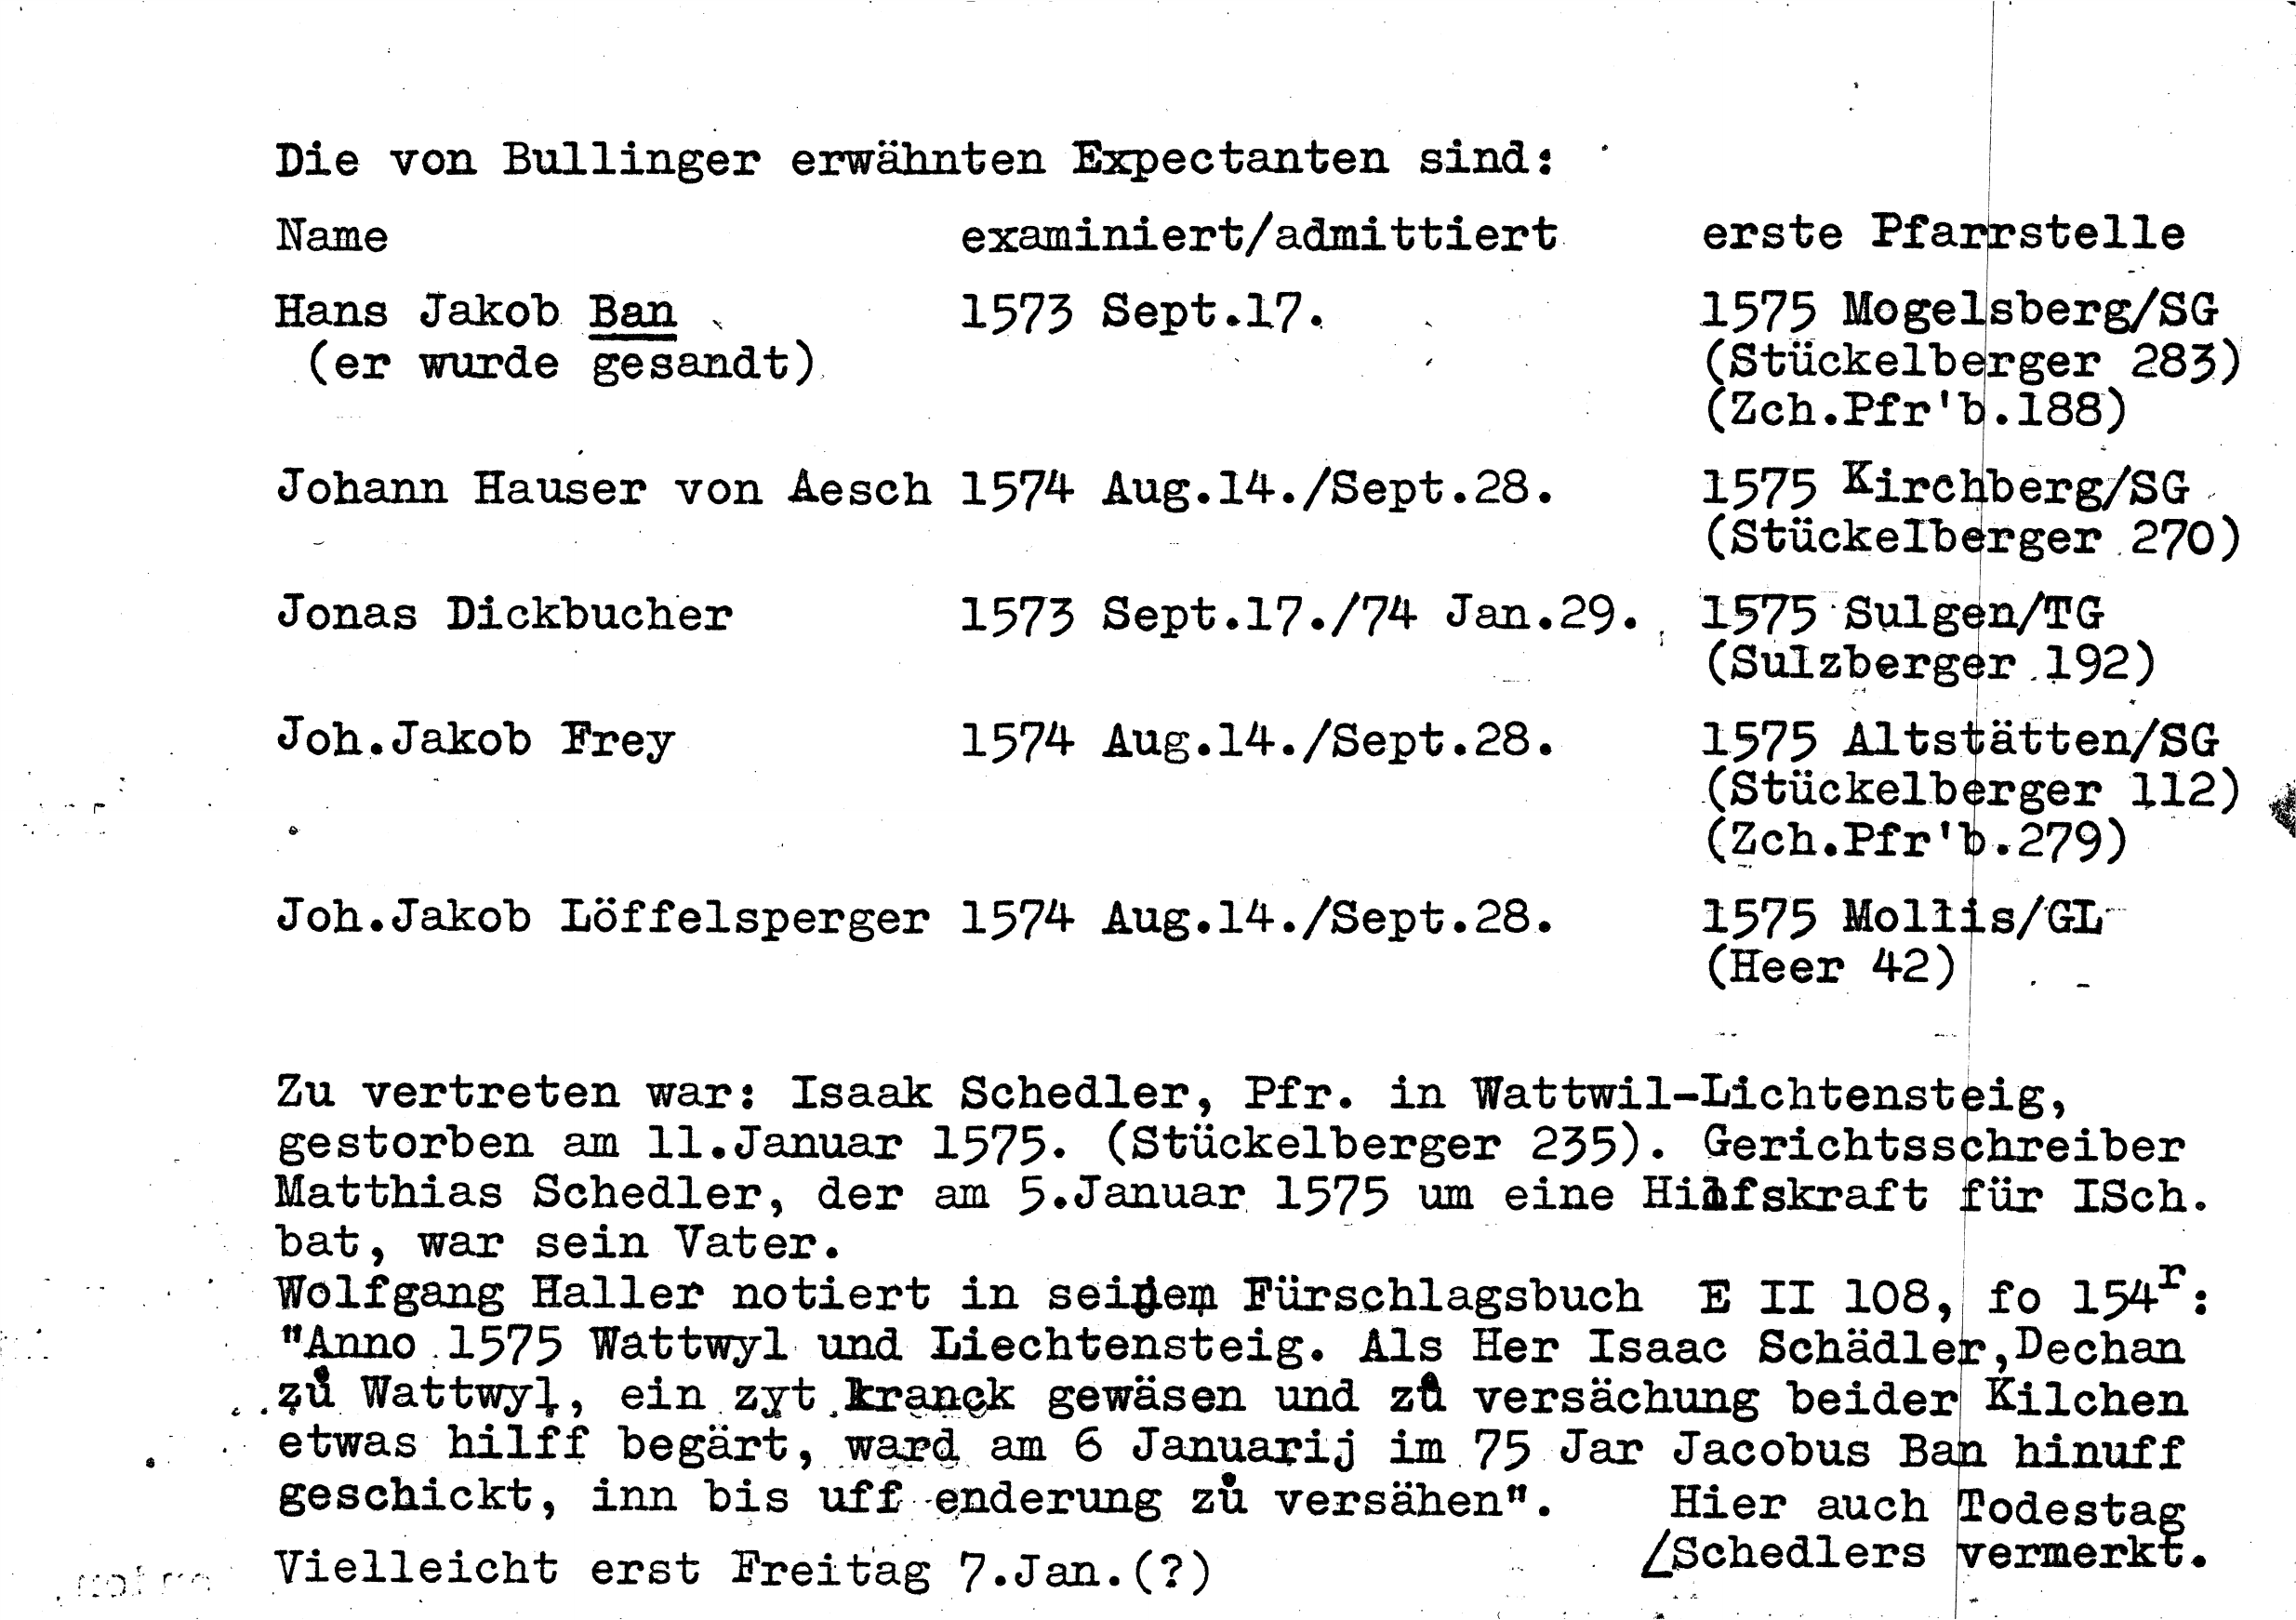 Die von Bullinger erwähnten Expectanten sind:
Name examiniert/admittiert erste Pfarrstelle
Hans Jakob Ban 1573 Sept.17. 1575 Mogelsberg/SG
(er wurde gesandt) (Stückelberger 283)
(Zch.Pfr'b.188)
Johann Hauser von Aesch 1574 Aug.14./Sept.28. 1575 Kirchberg/SG
(Stückelberger 270)
Jonas Dickbucher 1573 Sept.17./74 Jan.29. 1575 Sulgen/TG
(Sulzberger 192)
Joh.Jakob Frey 1574 Aug.14./Sept.28. 1575 Altstätten/SG
(Stückelberger 112)
(Zch.Pfr'b.279)
Joh.Jakob Löffelsperger 1574 Aug.14./Sept.28. 1575 Mollis/GL
(Heer 42)
Zu vertreten war: Isaak Schedler, Pfr. in Wattwil-Lichtensteig,
gestorben am 11.Januar 1575. (Stückelberger 235). Gerichtsschreiber
Matthias Schedler, der am 5.Januar 1575 um eine Hilfskraft für ISch.
bat, war sein Vater.
Wolfgang Haller notiert in seinem Fürschlagsbuch E II 108, fo 154ʳ:
"Anno 1575 Wattwyl und Liechtensteig. Als Her Isaac Schädler,Dechan
zů Wattwyl, ein zyt kranck gewäsen und zů versächung beider Kilchen
etwas hilff begärt, ward am 6 Januarij im 75 Jar Jacobus Ban hinuff
geschickt, inn bis uff enderung zů versähen". Hier auch Todestag
/Schedlers vermerkt.
Vielleicht erst Freitag 7.Jan.(?)